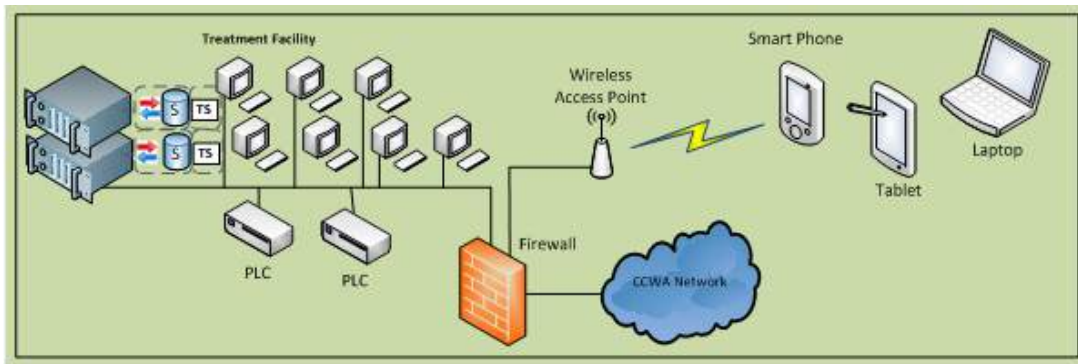 Treatment Facility
S
TS
S
TS
PLC
PLC
Firewall
Wireless
Access Point
CCWA Network
Smart Phone
Tablet
Laptop